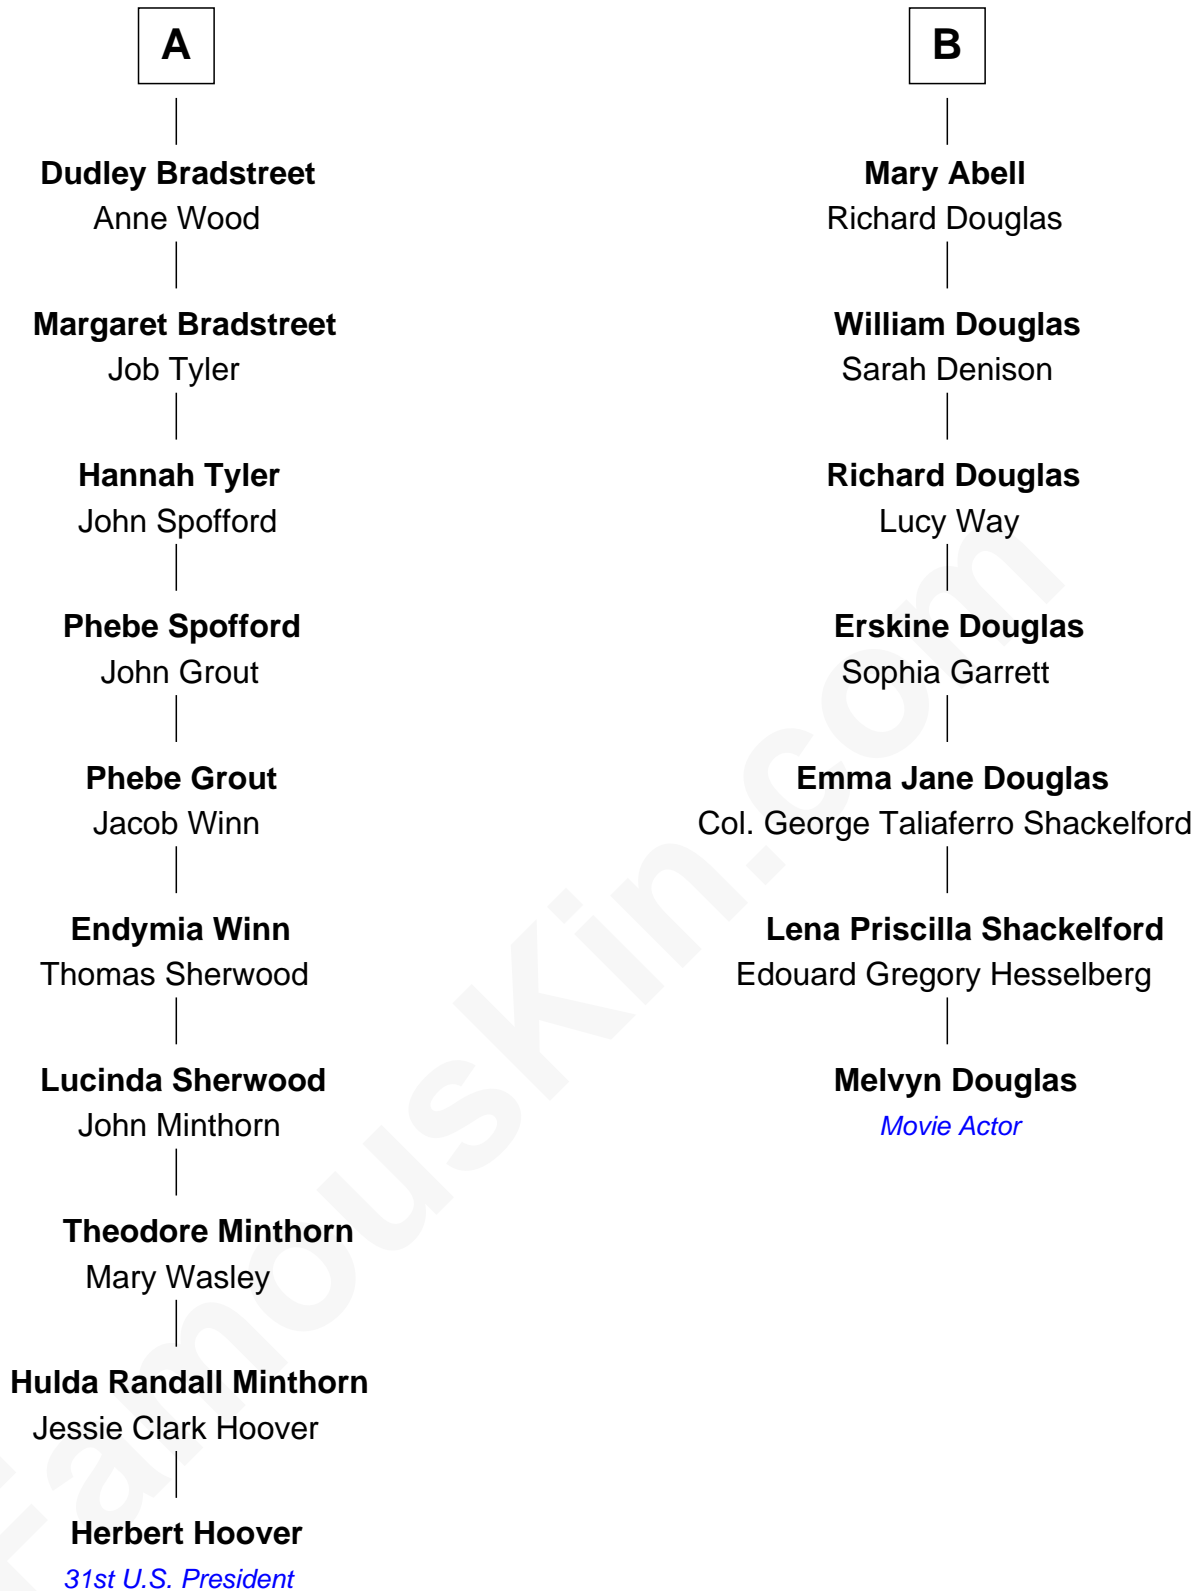 A
Dudley Bradstreet
Anne Wood
Margaret Bradstreet
Job Tyler
Hannah Tyler
John Spofford
Phebe Spofford
John Grout
Phebe Grout
Jacob Winn
Endymia Winn
Thomas Sherwood
Lucinda Sherwood
John Minthorn
Theodore Minthorn
Mary Wasley
Hulda Randall Minthorn
Jessie Clark Hoover
Herbert Hoover
31st U.S. President
B
Mary Abell
Richard Douglas
William Douglas
Sarah Denison
Richard Douglas
Lucy Way
Erskine Douglas
Sophia Garrett
Emma Jane Douglas
Col. George Taliaferro Shackelford
Lena Priscilla Shackelford
Edouard Gregory Hesselberg
Melvyn Douglas
Movie Actor
FamousKin.com